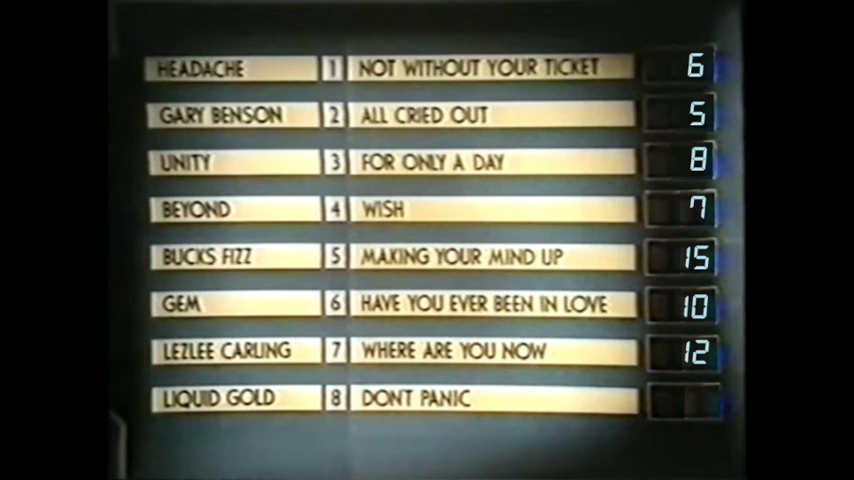 HEADACHE 1 NOT WITHOUT YOUR TICKET 6
GARY BENSON 2 ALL CRIED OUT 5
UNITY 3 FOR ONLY A DAY 8
BEYOND 4 WISH 7
BUCKS FIZZ 5 MAKING YOUR MIND UP 15
GEM 6 HAVE YOU EVER BEEN IN LOVE 10
LEZLEE CARLING 7 WHERE ARE YOU NOW 12
LIQUID GOLD 8 DONT PANIC